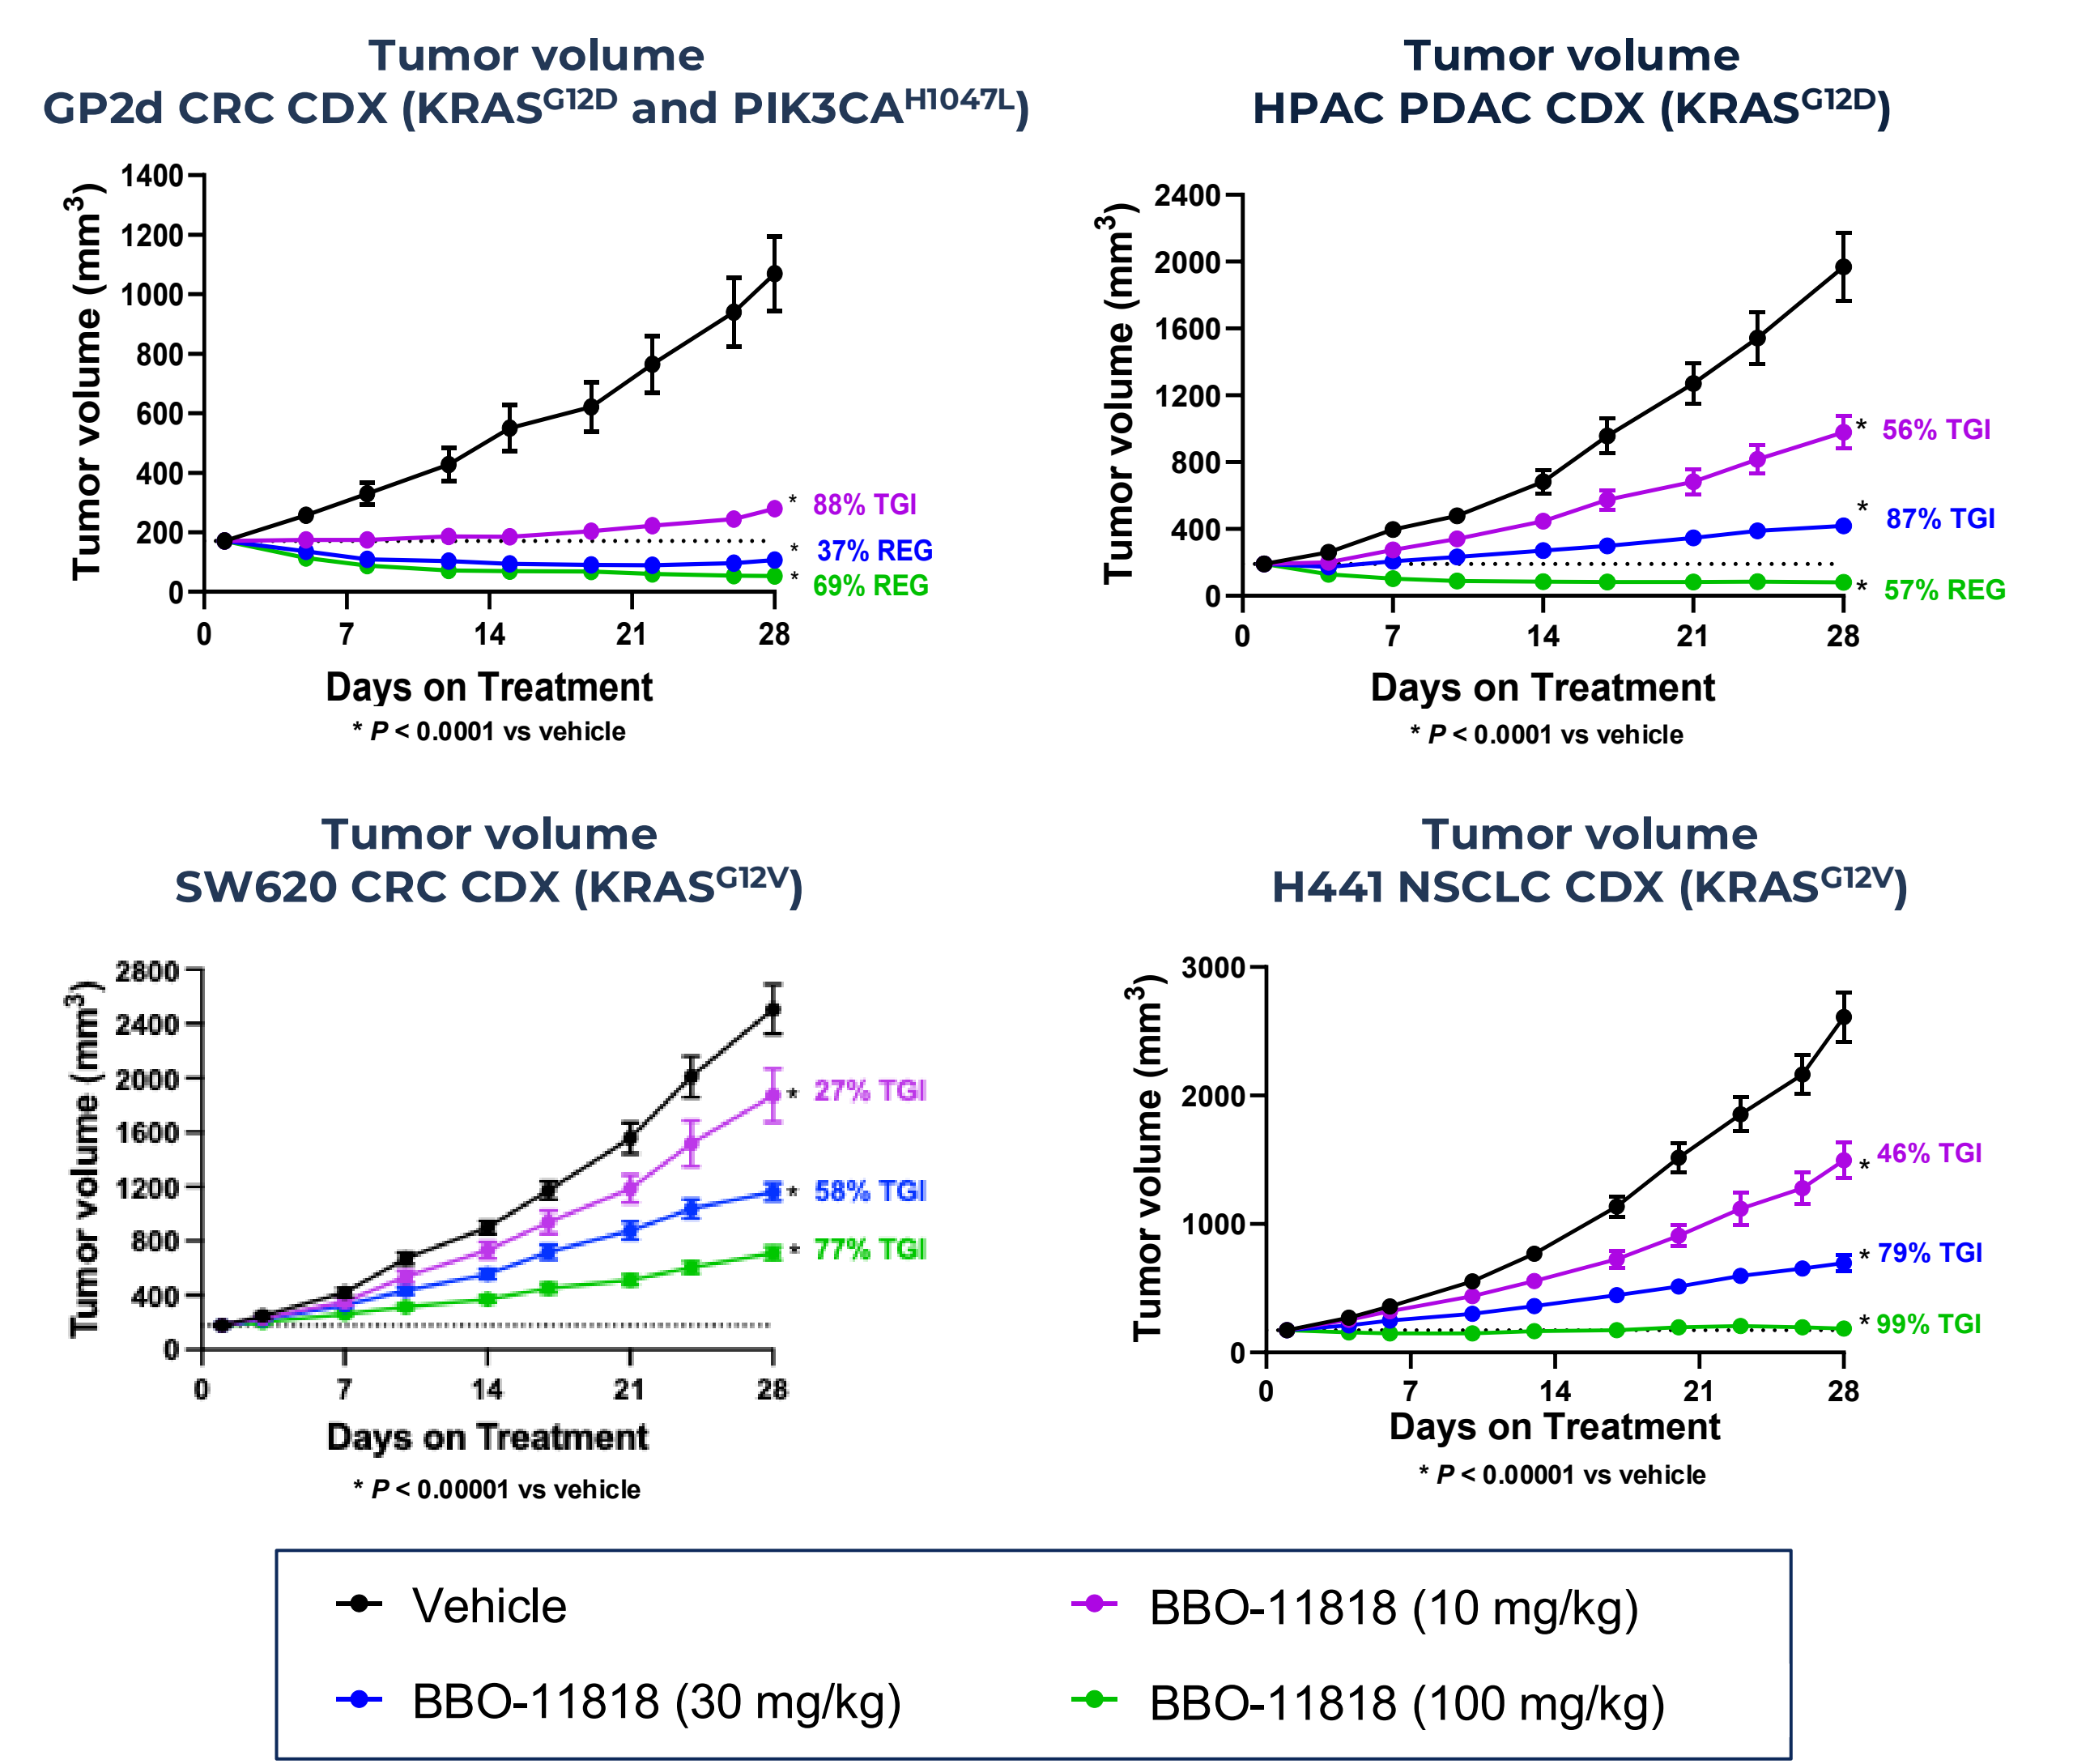 Tumor volume
GP2d CRC CDX (KRASG12D and PIK3CAH1047L)
Tumor volume (mm3)
1400
1200
1000
800
600
400
200
0
88% TGI
37% REG
69% REG
*
*
*
0 7 14 21 28
Days on Treatment
* P < 0.0001 vs vehicle
Tumor volume
HPAC PDAC CDX (KRASG12D)
Tumor volume (mm3)
2400
2000
1600
1200
800
400
0
* 56% TGI
* 87% TGI
* 57% REG
0 7 14 21 28
Days on Treatment
* P < 0.0001 vs vehicle
Tumor volume
SW620 CRC CDX (KRASG12V)
Tumor volume (mm3)
2800
2400
2000
1600
1200
800
400
0
* 27% TGI
* 58% TGI
* 77% TGI
0 7 14 21 28
Days on Treatment
* P < 0.00001 vs vehicle
Tumor volume
H441 NSCLC CDX (KRASG12V)
Tumor volume (mm3)
3000
2000
1000
0
* 46% TGI
* 79% TGI
* 99% TGI
0 7 14 21 28
Days on Treatment
* P < 0.00001 vs vehicle
Vehicle
BBO-11818 (10 mg/kg)
BBO-11818 (30 mg/kg)
BBO-11818 (100 mg/kg)